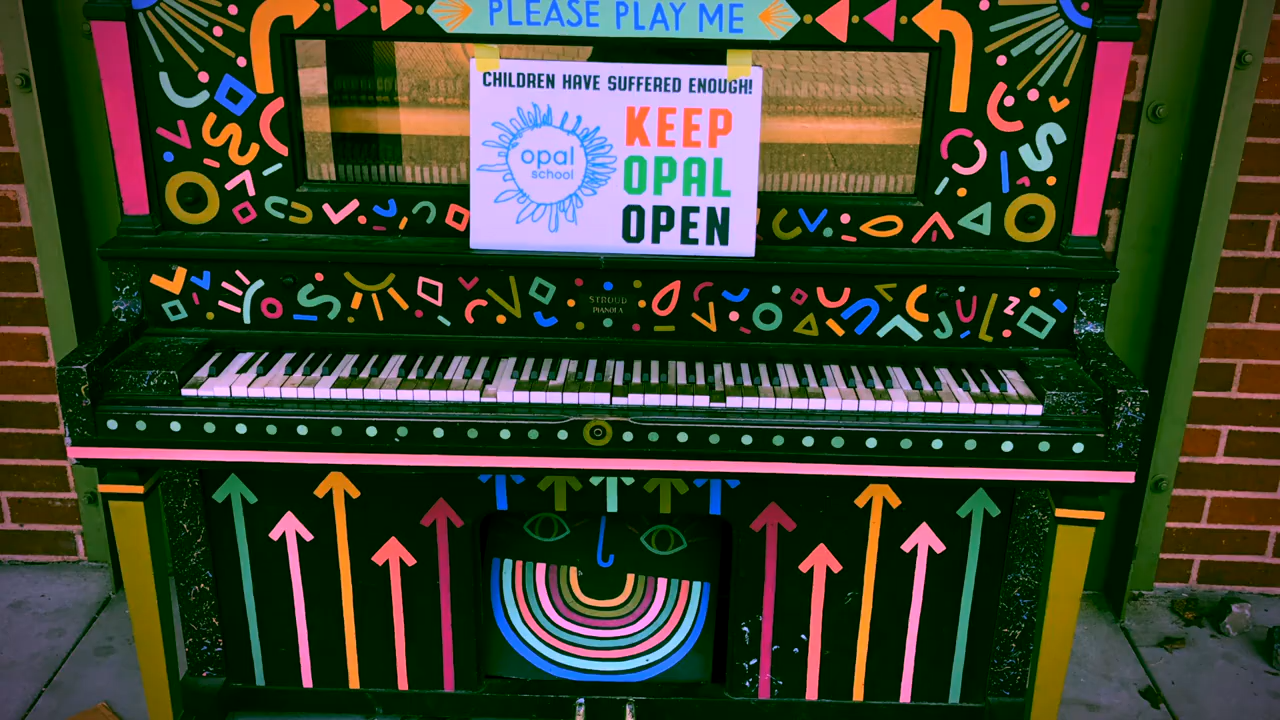 PLEASE PLAY ME
CHILDREN HAVE SUFFERED ENOUGH!
opal
school
KEEP
OPAL
OPEN
STROUD
PIANOLA